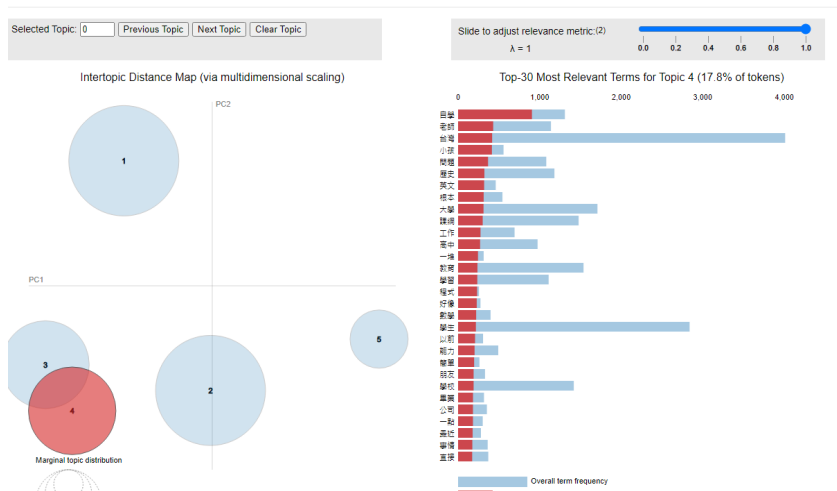 Selected Topic: 0 Previous Topic Next Topic Clear Topic
Slide to adjust relevance metric:(2)
λ = 1
0.0 0.2 0.4 0.6 0.8 1.0
Intertopic Distance Map (via multidimensional scaling)
PC2
PC1
1
2
3
4
5
Marginal topic distribution
Top-30 Most Relevant Terms for Topic 4 (17.8% of tokens)
0 1,000 2,000 3,000 4,000
自學
老師
台灣
小孩
問題
歷史
英文
根本
大學
課綱
工作
高中
一堆
教育
學習
程式
好像
數學
學生
以前
能力
簡單
朋友
學校
專業
公司
一點
最近
事情
直接
Overall term frequency